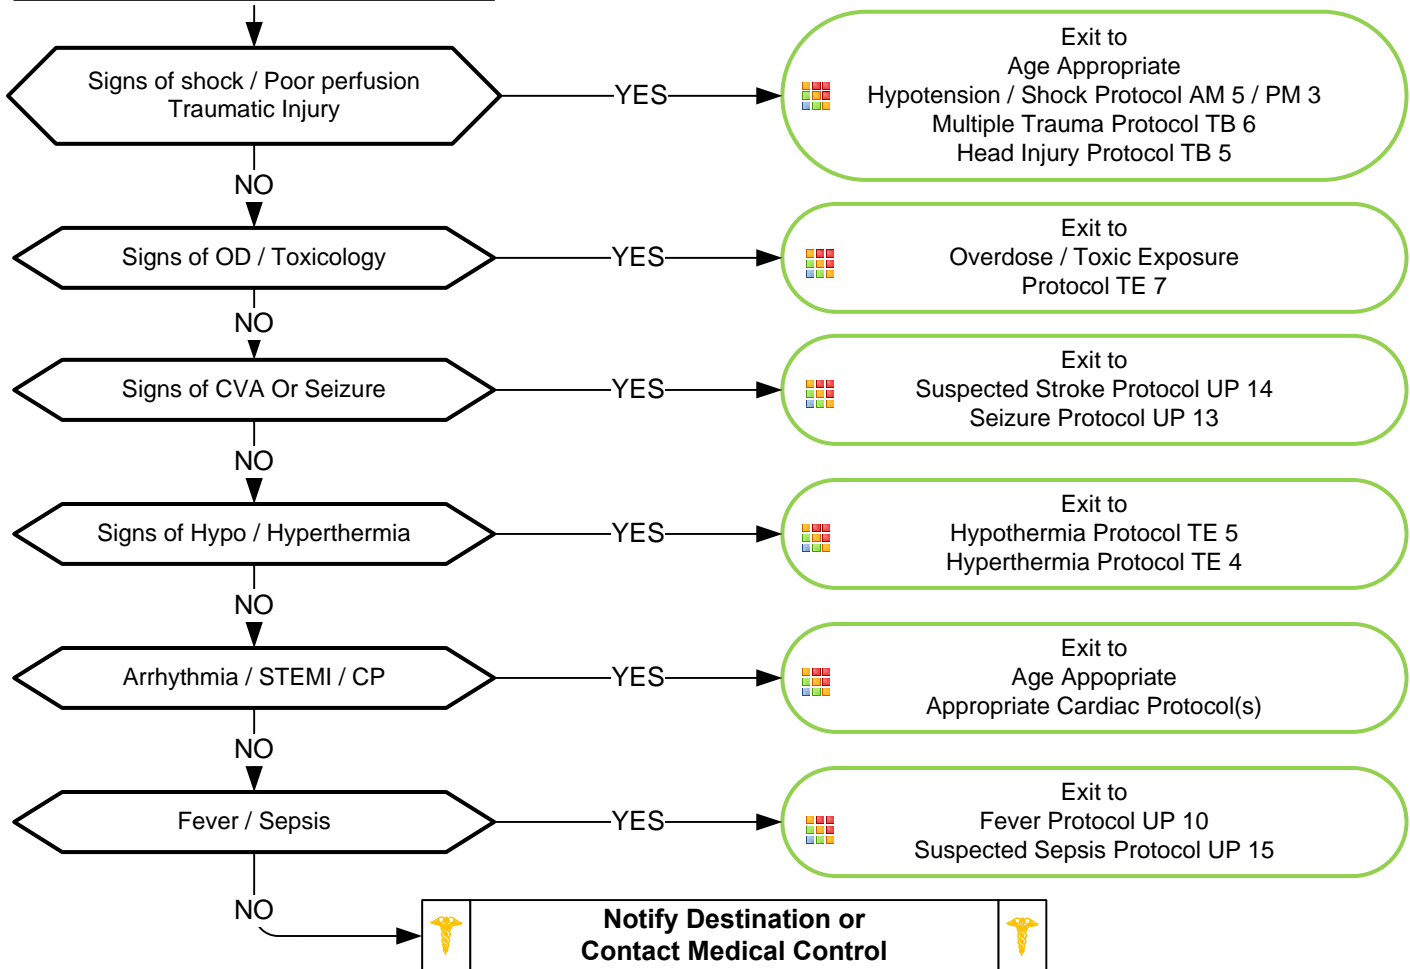 Signs of shock / Poor perfusion
Traumatic Injury
YES
Exit to
Age Appropriate
Hypotension / Shock Protocol AM 5 / PM 3
Multiple Trauma Protocol TB 6
Head Injury Protocol TB 5
NO
Signs of OD / Toxicology
YES
Exit to
Overdose / Toxic Exposure
Protocol TE 7
NO
Signs of CVA Or Seizure
YES
Exit to
Suspected Stroke Protocol UP 14
Seizure Protocol UP 13
NO
Signs of Hypo / Hyperthermia
YES
Exit to
Hypothermia Protocol TE 5
Hyperthermia Protocol TE 4
NO
Arrhythmia / STEMI / CP
YES
Exit to
Age Appopriate
Appropriate Cardiac Protocol(s)
NO
Fever / Sepsis
YES
Exit to
Fever Protocol UP 10
Suspected Sepsis Protocol UP 15
NO
Notify Destination or
Contact Medical Control